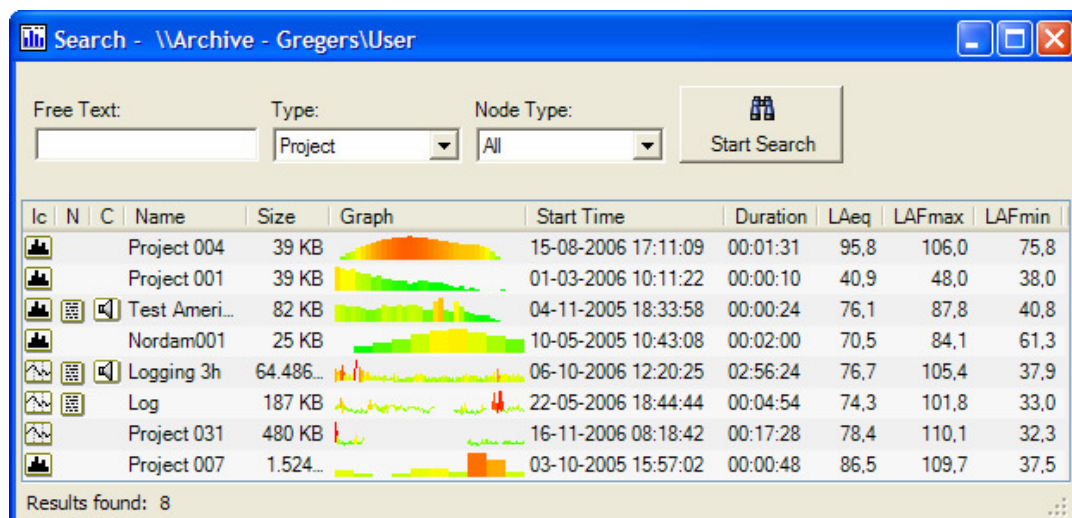 Search - \\Archive - Gregers\User
Free Text: Type: Node Type:
Project All Start Search
Ic N C Name Size Graph Start Time Duration LAeq LAFmax LAFmin
Project 004 39 KB 15-08-2006 17:11:09 00:01:31 95,8 106,0 75,8
Project 001 39 KB 01-03-2006 10:11:22 00:00:10 40,9 48,0 38,0
Test Ameri... 82 KB 04-11-2005 18:33:58 00:00:24 76,1 87,8 40,8
Nordam001 25 KB 10-05-2005 10:43:08 00:02:00 70,5 84,1 61,3
Logging 3h 64.486... 06-10-2006 12:20:25 02:56:24 76,7 105,4 37,9
Log 187 KB 22-05-2006 18:44:44 00:04:54 74,3 101,8 33,0
Project 031 480 KB 16-11-2006 08:18:42 00:17:28 78,4 110,1 32,3
Project 007 1.524... 03-10-2005 15:57:02 00:00:48 86,5 109,7 37,5
Results found: 8